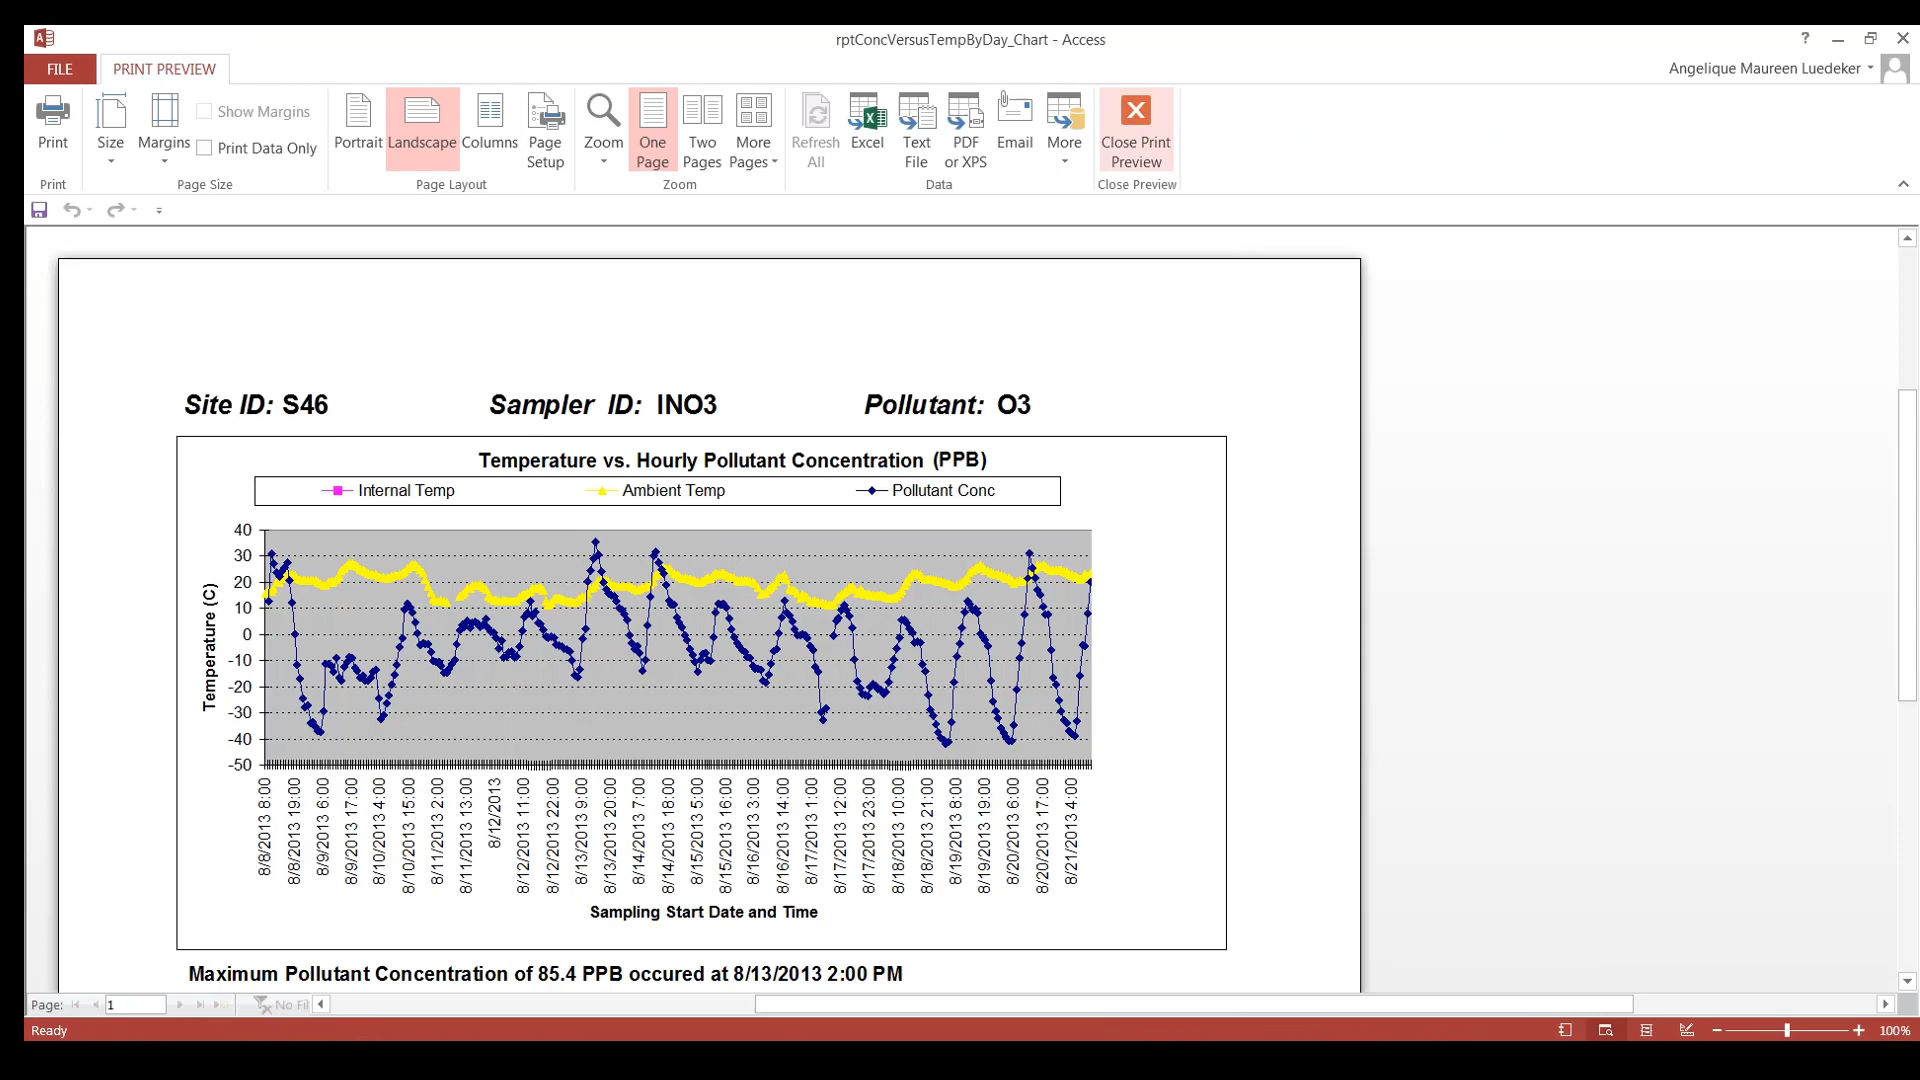 rptConcVersusTempByDay_Chart - Access
?
FILE PRINT PREVIEW
Angelique Maureen Luedeker
Print
Size
Margins
Show Margins
Print Data Only
Portrait Landscape Columns Page Setup
Zoom
One Page
Two Pages
More Pages
Refresh All
Excel
Text File
PDF or XPS
Email
More
Close Print Preview
Print Page Size Page Layout Zoom Data Close Preview
Site ID: S46 Sampler ID: INO3 Pollutant: O3
Temperature vs. Hourly Pollutant Concentration (PPB)
Internal Temp Ambient Temp Pollutant Conc
Temperature (C)
40
30
20
10
0
-10
-20
-30
-40
-50
8/8/2013 8:00
8/8/2013 19:00
8/9/2013 6:00
8/9/2013 17:00
8/10/2013 4:00
8/10/2013 15:00
8/11/2013 2:00
8/11/2013 13:00
8/12/2013
8/12/2013 11:00
8/12/2013 22:00
8/13/2013 9:00
8/13/2013 20:00
8/14/2013 7:00
8/14/2013 18:00
8/15/2013 5:00
8/15/2013 16:00
8/16/2013 3:00
8/16/2013 14:00
8/17/2013 1:00
8/17/2013 12:00
8/17/2013 23:00
8/18/2013 10:00
8/18/2013 21:00
8/19/2013 8:00
8/19/2013 19:00
8/20/2013 6:00
8/20/2013 17:00
8/21/2013 4:00
Sampling Start Date and Time
Maximum Pollutant Concentration of 85.4 PPB occured at 8/13/2013 2:00 PM
Page: 1 No Fil
Ready 100%